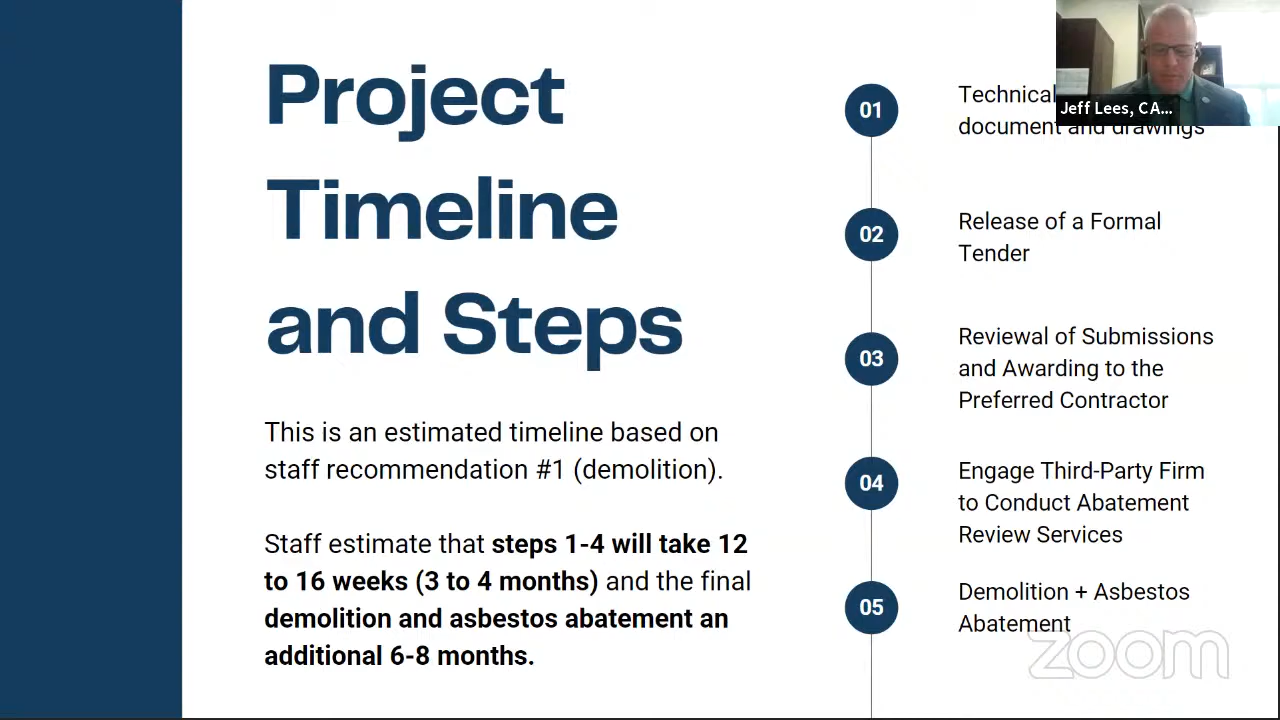 Project
Timeline
and Steps
This is an estimated timeline based on
staff recommendation #1 (demolition).
Staff estimate that steps 1-4 will take 12
to 16 weeks (3 to 4 months) and the final
demolition and asbestos abatement an
additional 6-8 months.
01
Technical
document and drawings
02
Release of a Formal
Tender
03
Reviewal of Submissions
and Awarding to the
Preferred Contractor
04
Engage Third-Party Firm
to Conduct Abatement
Review Services
05
Demolition + Asbestos
Abatement
Jeff Lees, CA...
zoom